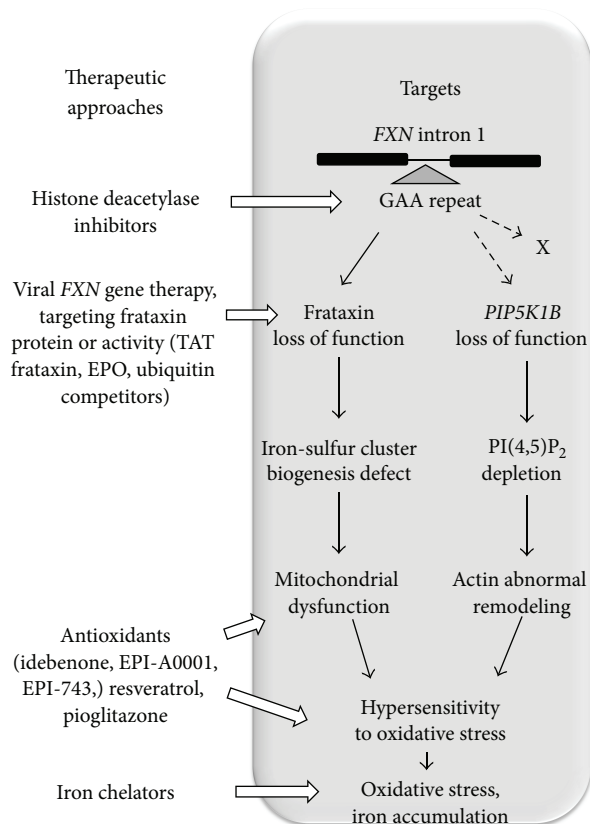 Therapeutic
approaches
Targets
FXN intron 1
Histone deacetylase
inhibitors
GAA repeat
X
Viral FXN gene therapy,
targeting frataxin
protein or activity (TAT
frataxin, EPO, ubiquitin
competitors)
Frataxin
loss of function
PIP5K1B
loss of function
Iron-sulfur cluster
biogenesis defect
PI(4,5)P₂
depletion
Mitochondrial
dysfunction
Actin abnormal
remodeling
Antioxidants
(idebenone, EPI-A0001,
EPI-743,) resveratrol,
pioglitazone
Hypersensitivity
to oxidative stress
Iron chelators
Oxidative stress,
iron accumulation